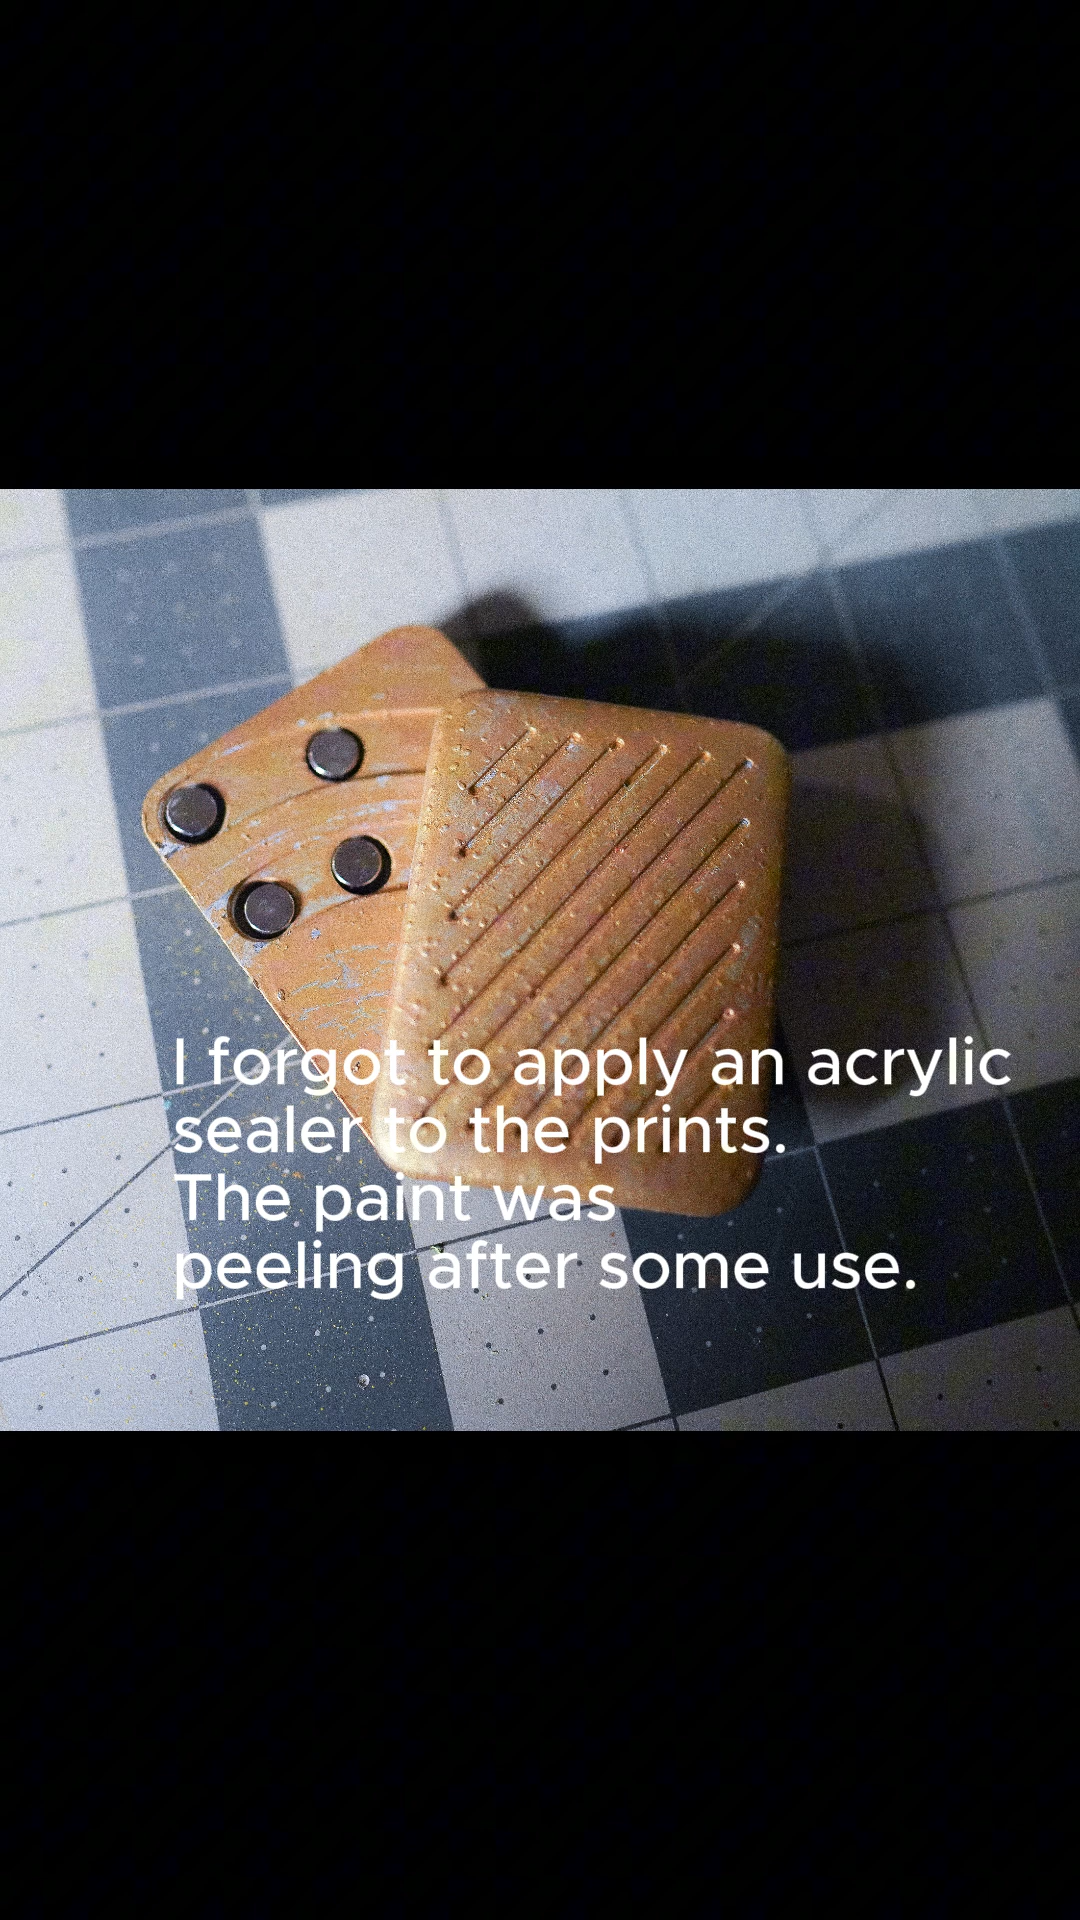 I forgot to apply an acrylic
sealer to the prints.
The paint was
peeling after some use.